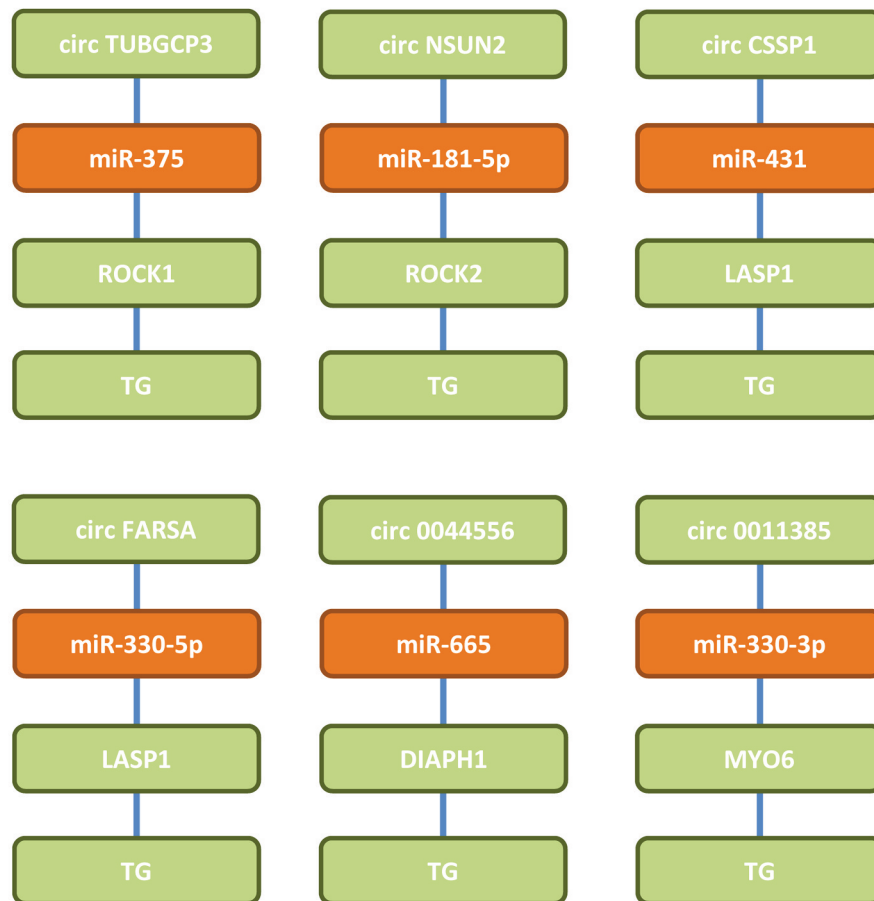 circ TUBGCP3
circ NSUN2
circ CSSP1
miR-375
miR-181-5p
miR-431
ROCK1
ROCK2
LASP1
TG
TG
TG
circ FARSA
circ 0044556
circ 0011385
miR-330-5p
miR-665
miR-330-3p
LASP1
DIAPH1
MYO6
TG
TG
TG